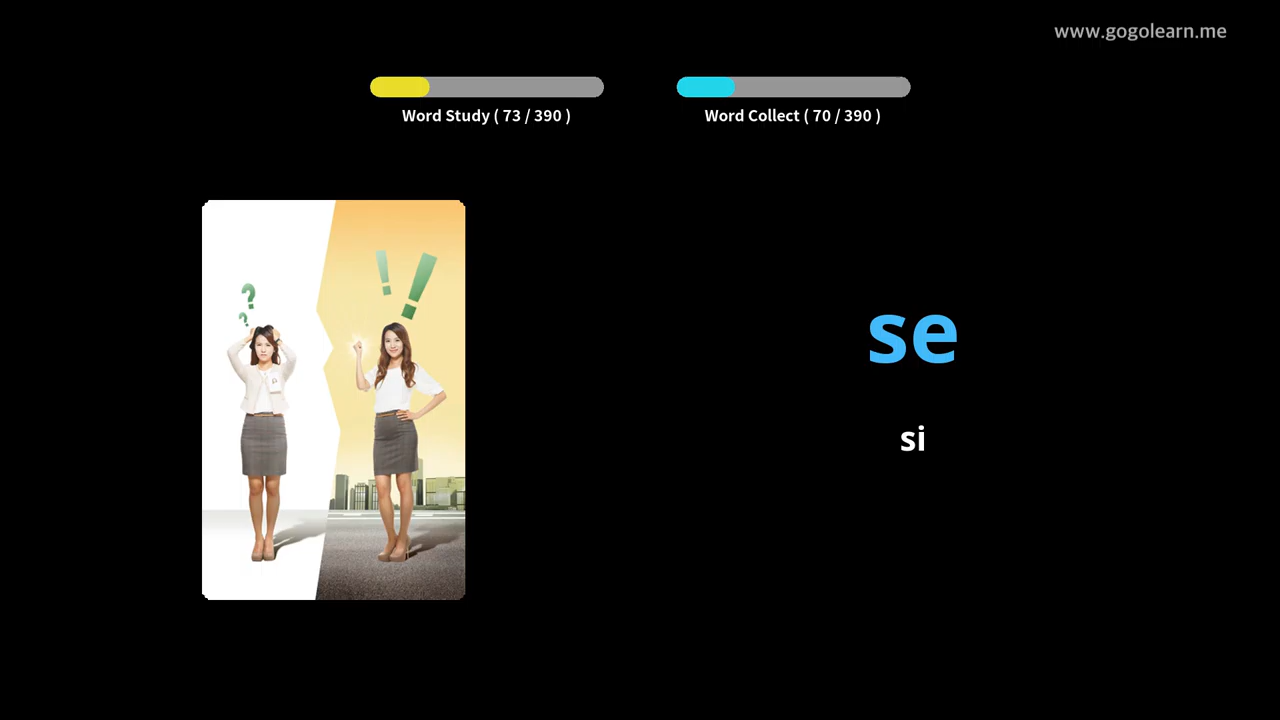 www.gogolearn.me
Word Study ( 73 / 390 )
Word Collect ( 70 / 390 )
? ?
! !
se
si